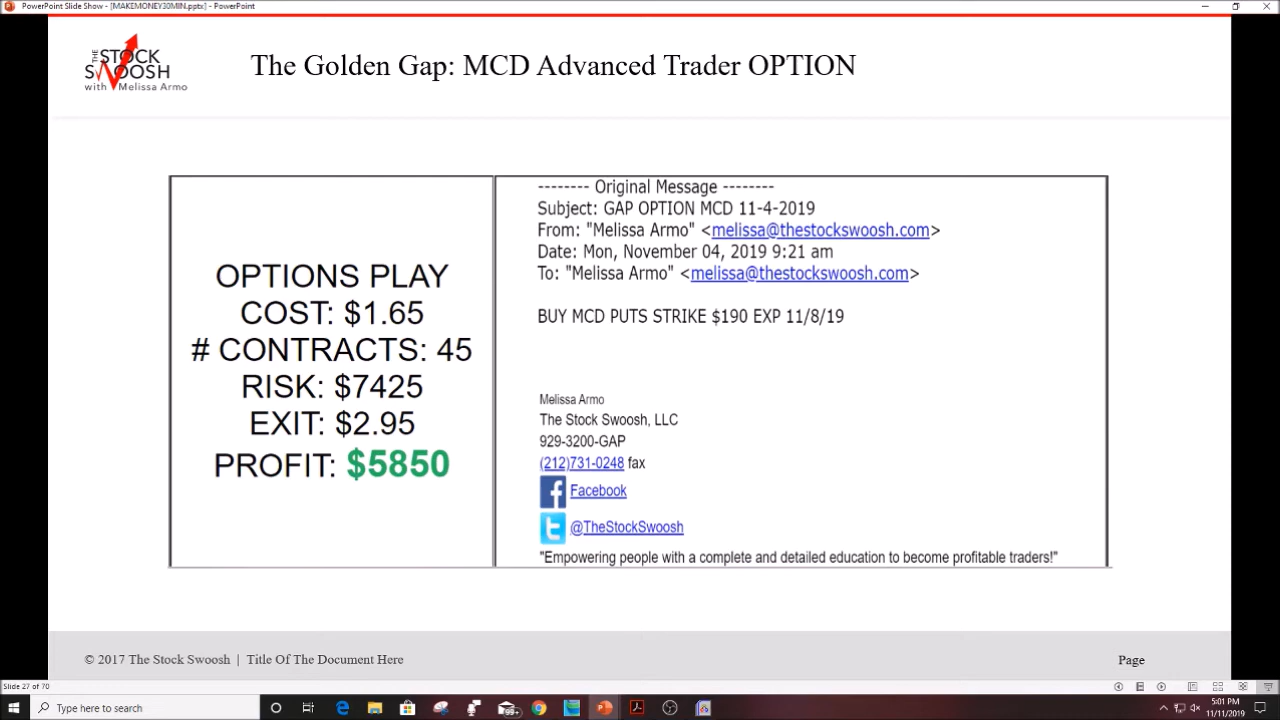 PowerPoint Slide Show - [MAKEMONEY30MIN.pptx] - PowerPoint
THE STOCK SWOOSH
with Melissa Armo
The Golden Gap: MCD Advanced Trader OPTION
OPTIONS PLAY
COST: $1.65
# CONTRACTS: 45
RISK: $7425
EXIT: $2.95
PROFIT: $5850
-------- Original Message --------
Subject: GAP OPTION MCD 11-4-2019
From: "Melissa Armo" <melissa@thestockswoosh.com>
Date: Mon, November 04, 2019 9:21 am
To: "Melissa Armo" <melissa@thestockswoosh.com>
BUY MCD PUTS STRIKE $190 EXP 11/8/19
Melissa Armo
The Stock Swoosh, LLC
929-3200-GAP
(212)731-0248 fax
Facebook
@TheStockSwoosh
"Empowering people with a complete and detailed education to become profitable traders!"
© 2017 The Stock Swoosh | Title Of The Document Here
Page
Slide 27 of 70
Type here to search
99+
5:01 PM
11/11/2019